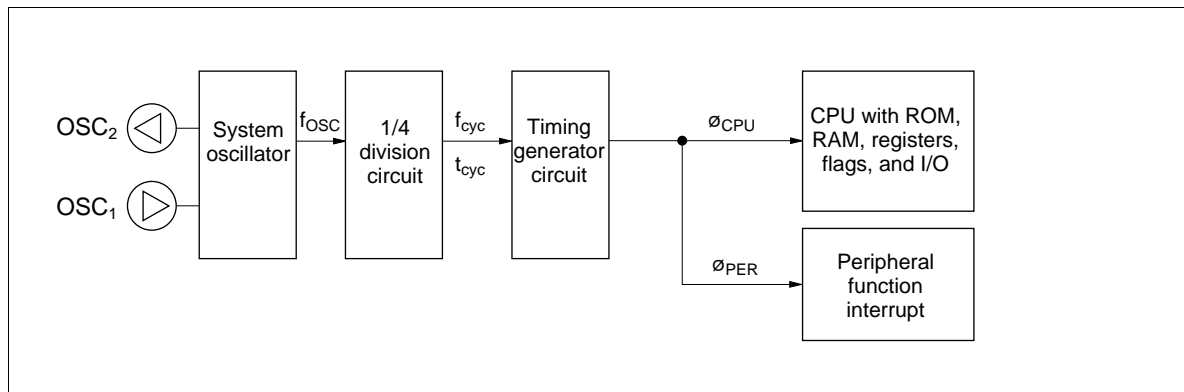 OSC₂
OSC₁
System
oscillator
fOSC
1/4
division
circuit
fcyc
tcyc
Timing
generator
circuit
øCPU
CPU with ROM,
RAM, registers,
flags, and I/O
øPER
Peripheral
function
interrupt